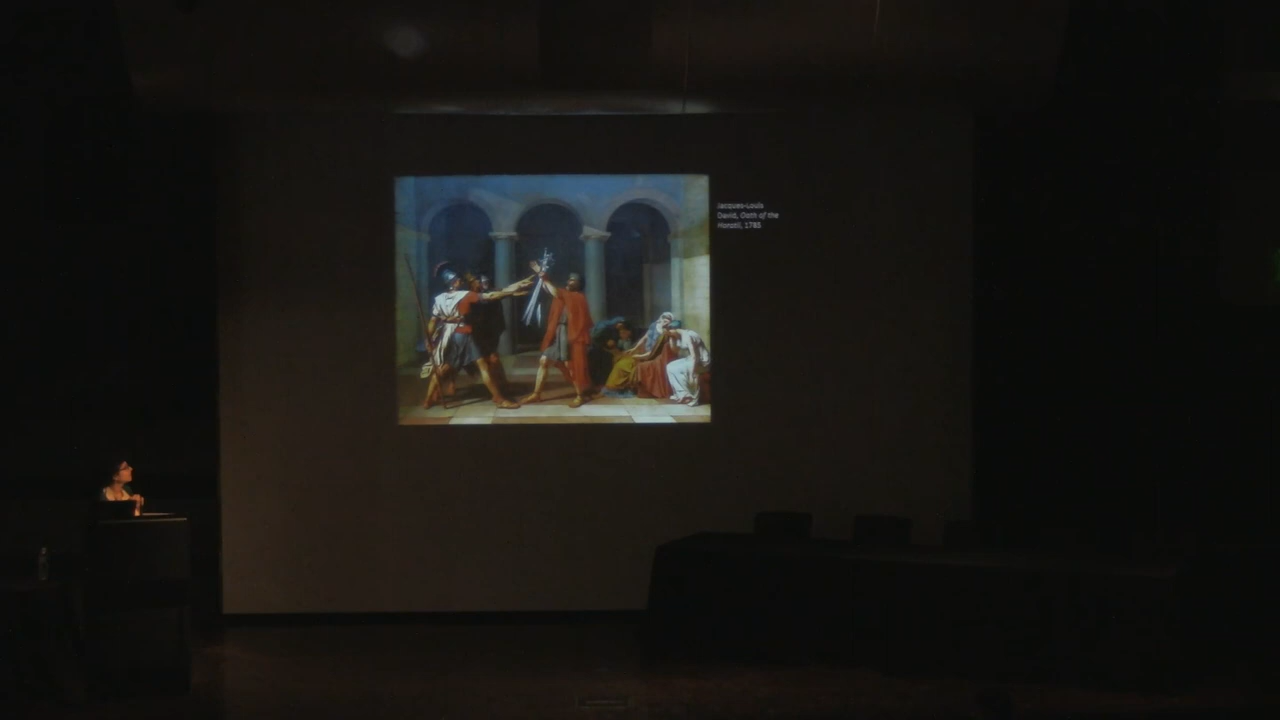 Jacques-Louis
David, Oath of the
Horatii, 1785